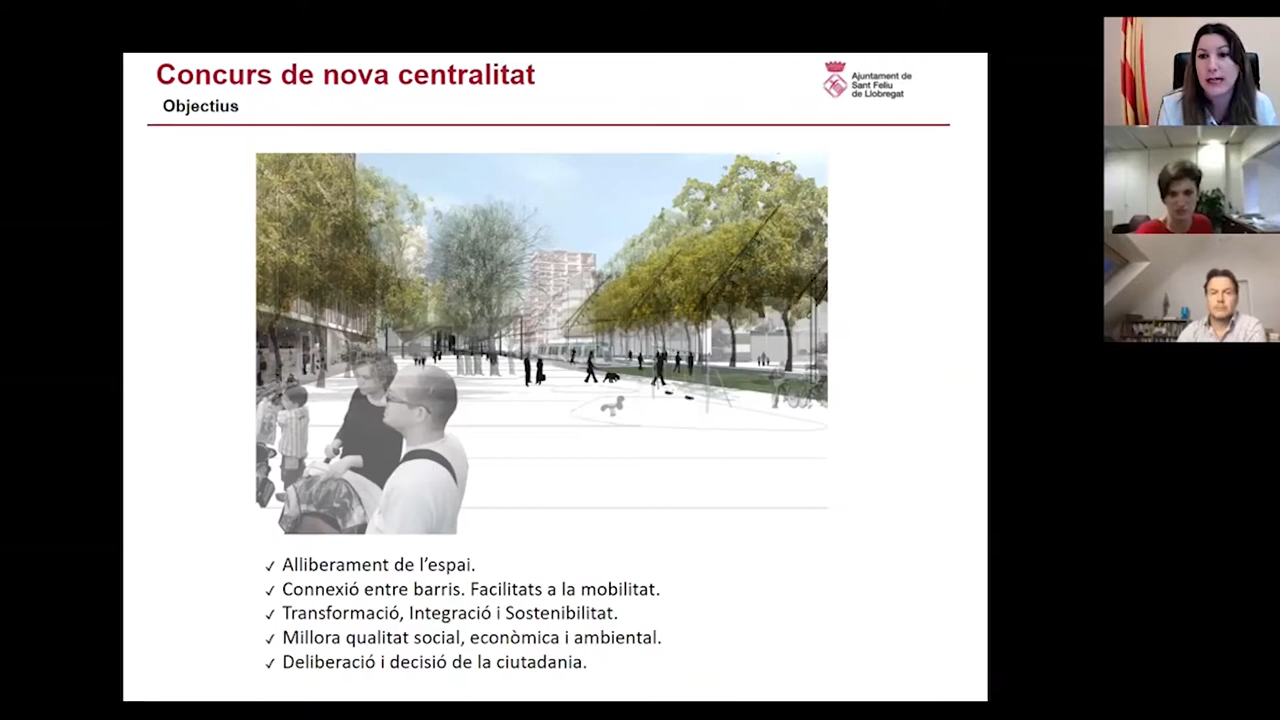 Concurs de nova centralitat
Objectius
Ajuntament de
Sant Feliu
de Llobregat
✓ Alliberament de l’espai.
✓ Connexió entre barris. Facilitats a la mobilitat.
✓ Transformació, Integració i Sostenibilitat.
✓ Millora qualitat social, econòmica i ambiental.
✓ Deliberació i decisió de la ciutadania.